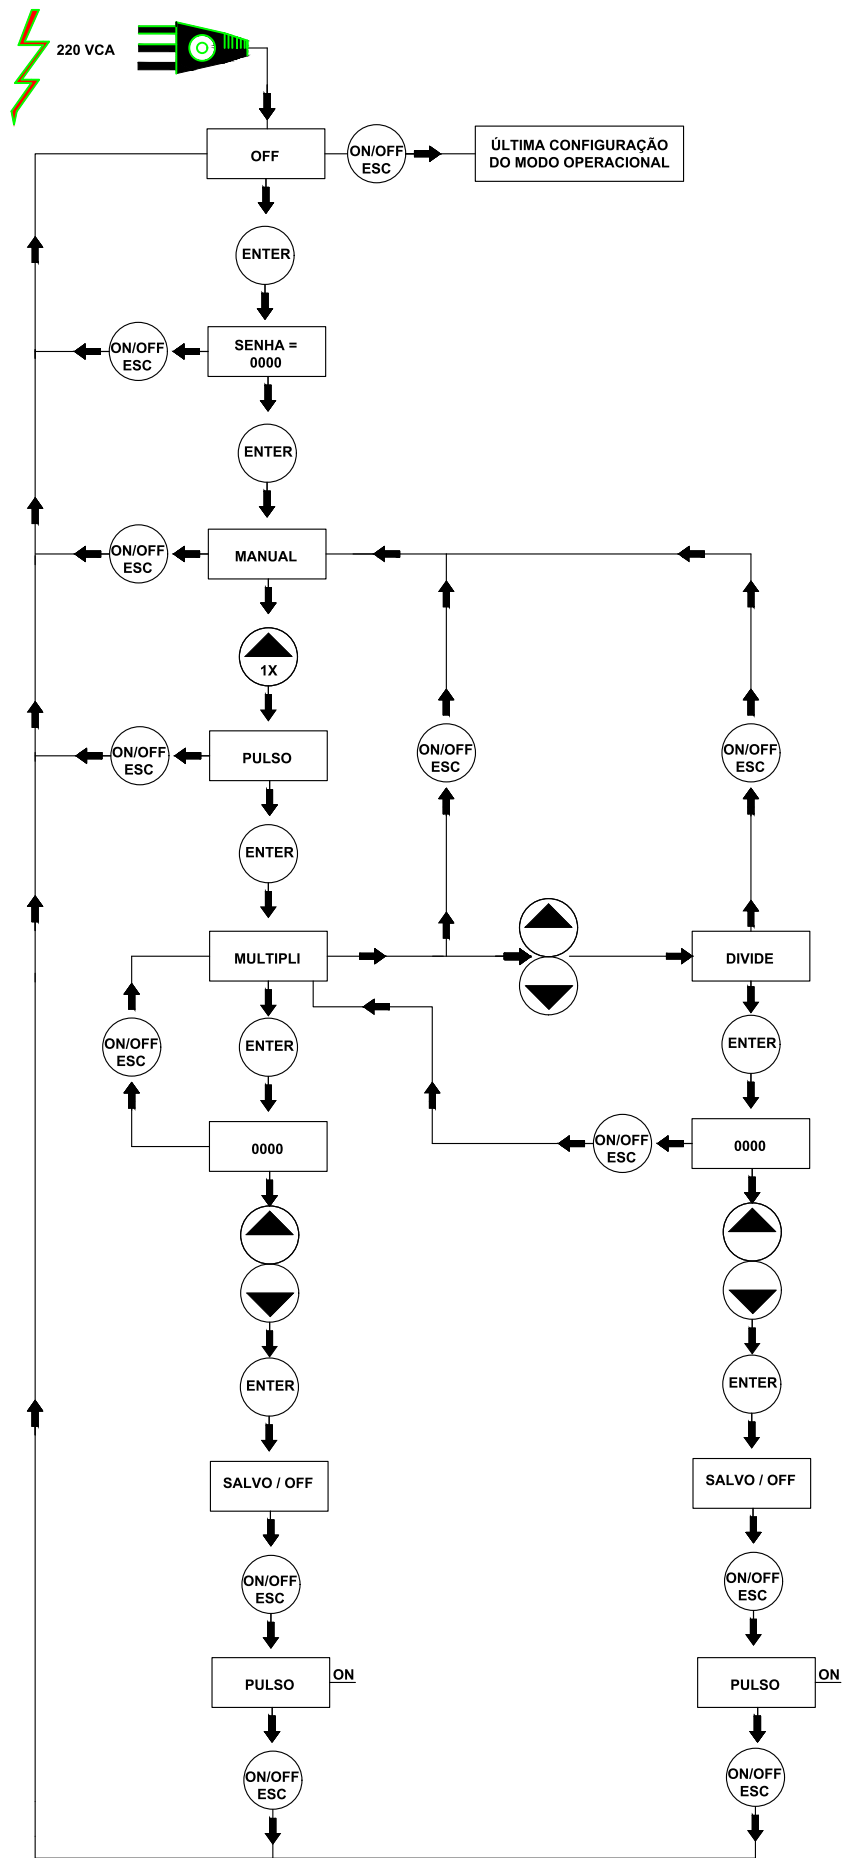 220 VCA
OFF
ON/OFF
ESC
ÚLTIMA CONFIGURAÇÃO
DO MODO OPERACIONAL
ENTER
ON/OFF
ESC
SENHA =
0000
ENTER
ON/OFF
ESC
MANUAL
1X
ON/OFF
ESC
PULSO
ON/OFF
ESC
ON/OFF
ESC
ENTER
MULTIPLI
DIVIDE
ON/OFF
ESC
ENTER
ENTER
0000
ON/OFF
ESC
0000
ENTER
ENTER
SALVO / OFF
SALVO / OFF
ON/OFF
ESC
ON/OFF
ESC
PULSO
ON
PULSO
ON
ON/OFF
ESC
ON/OFF
ESC